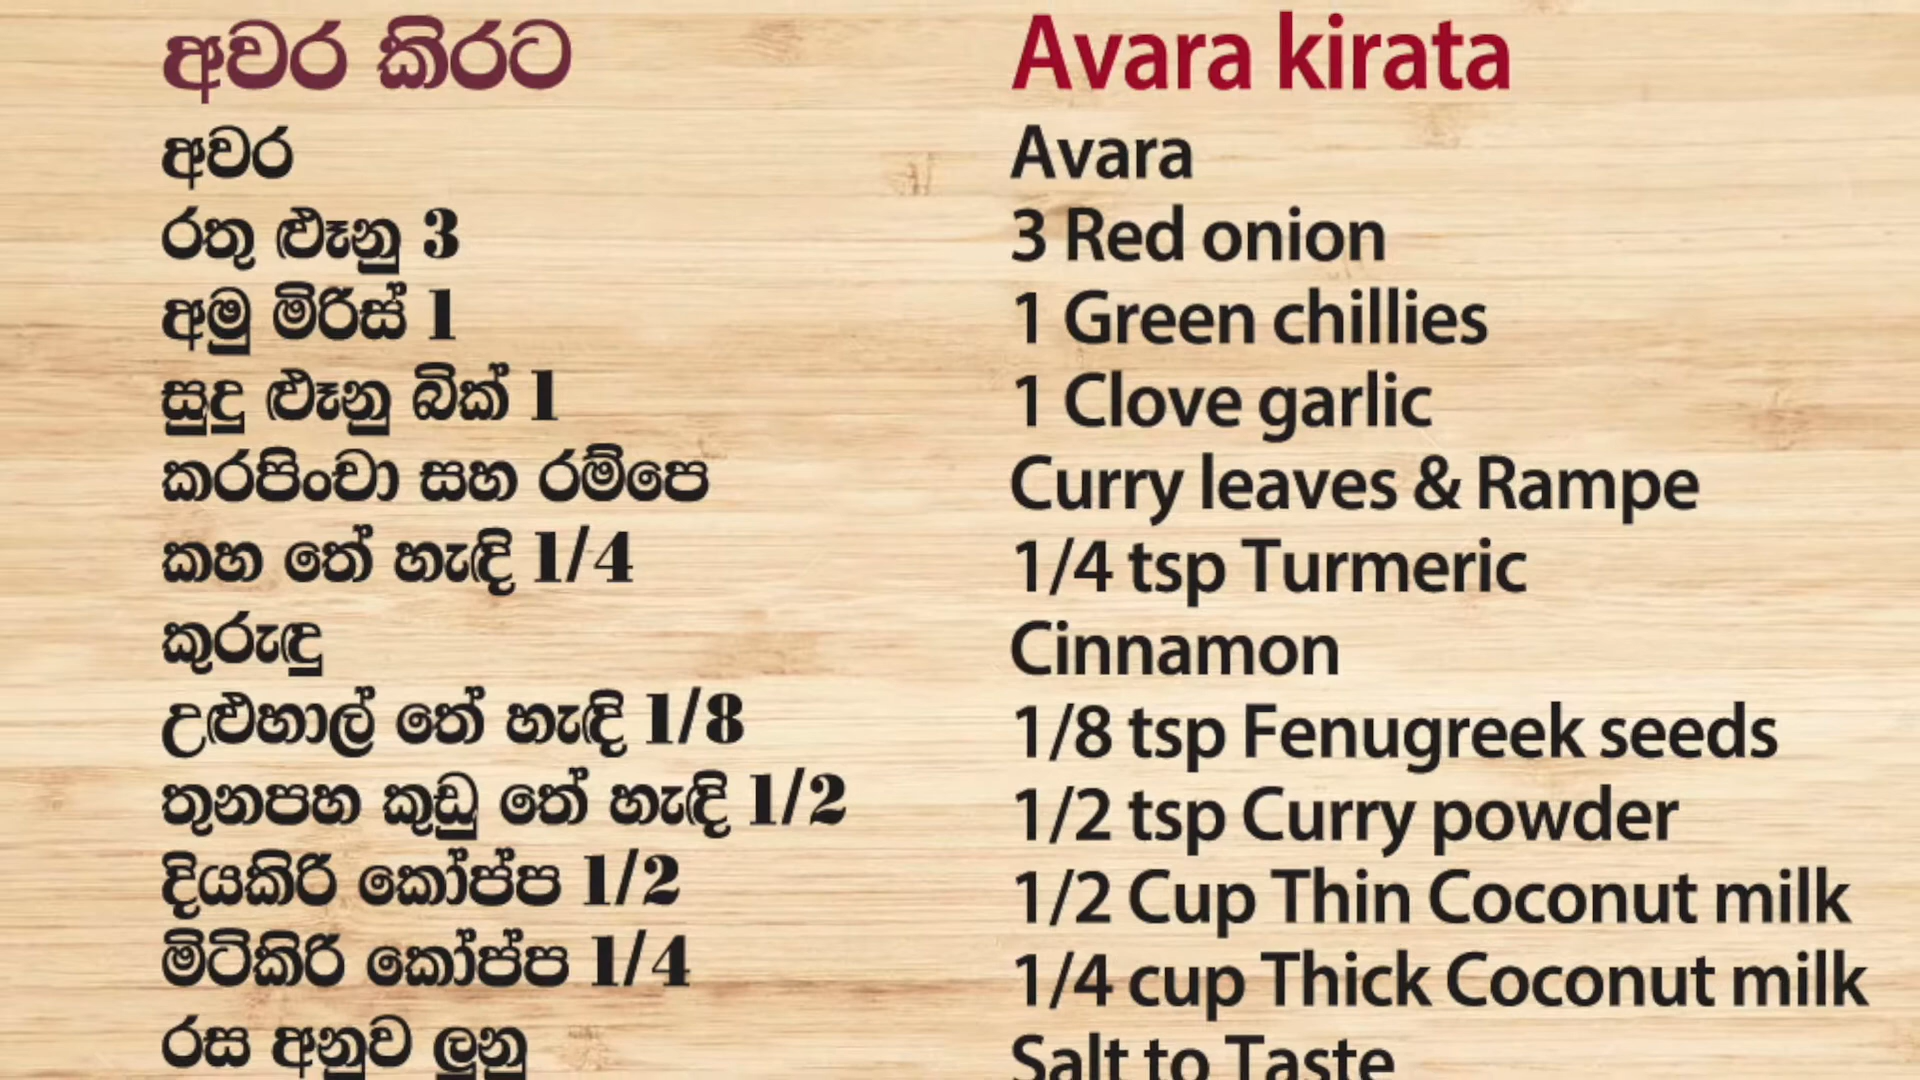 අවර කිරට
අවර
රතු ළූෑනු 3
අමු මිරිස් 1
සුදු ළූෑනු බික් 1
කරපිංචා සහ රම්පෙ
කහ තේ හැඳි 1/4
කුරුඳු
උළුහාල් තේ හැඳි 1/8
තුනපහ කුඩු තේ හැඳි 1/2
දියකිරි කෝප්ප 1/2
මිටිකිරි කෝප්ප 1/4
රස අනුව ලුනු
Avara kirata
Avara
3 Red onion
1 Green chillies
1 Clove garlic
Curry leaves & Rampe
1/4 tsp Turmeric
Cinnamon
1/8 tsp Fenugreek seeds
1/2 tsp Curry powder
1/2 Cup Thin Coconut milk
1/4 cup Thick Coconut milk
Salt to Taste